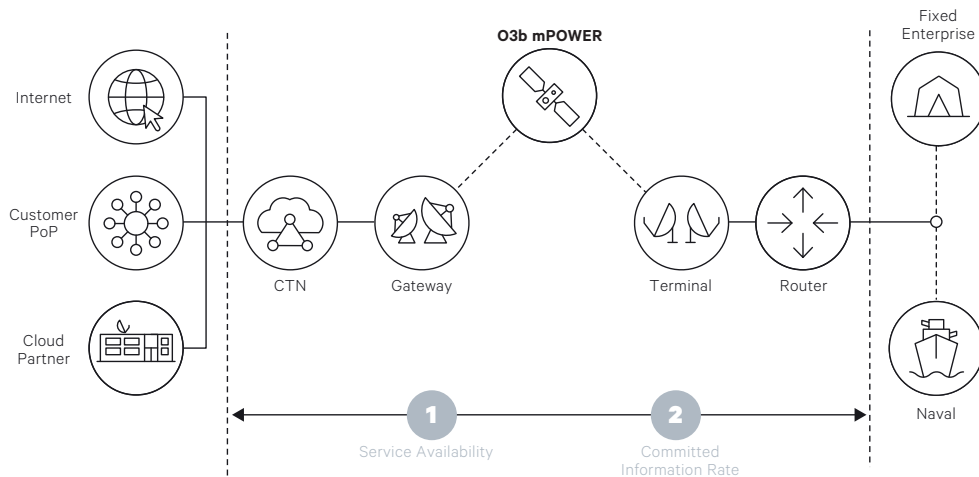 Fixed
Enterprise
O3b mPOWER
Internet
Customer
PoP
CTN
Gateway
Terminal
Router
Cloud
Partner
1
2
Service Availability
Committed
Information Rate
Naval